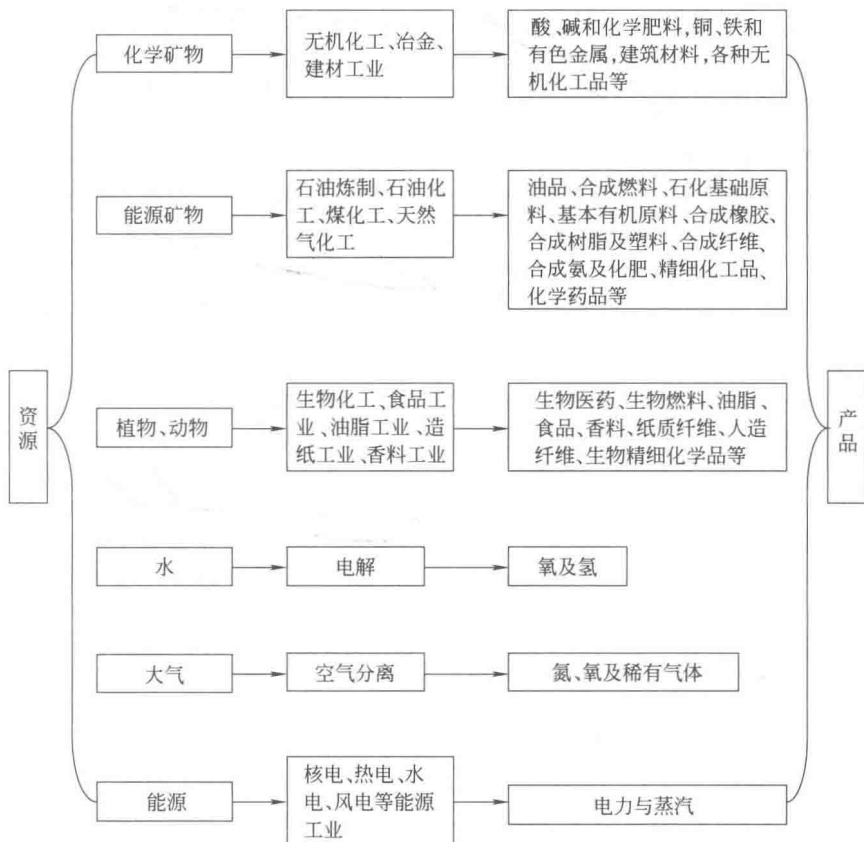 化学矿物
无机化工、冶金、
建材工业
酸、碱和化学肥料,铜、铁和
有色金属,建筑材料,各种无
机化工品等
能源矿物
石油炼制、石油化
工、煤化工、天然
气化工
油品、合成燃料、石化基础原
料、基本有机原料、合成橡胶、
合成树脂及塑料、合成纤维、
合成氨及化肥、精细化工品、
化学药品等
资
源
植物、动物
生物化工、食品工
业、油脂工业、造
纸工业、香料工业
生物医药、生物燃料、油脂、
食品、香料、纸质纤维、人造
纤维、生物精细化学品等
产
品
水
电解
氧及氢
大气
空气分离
氮、氧及稀有气体
能源
核电、热电、水
电、风电等能源
工业
电力与蒸汽